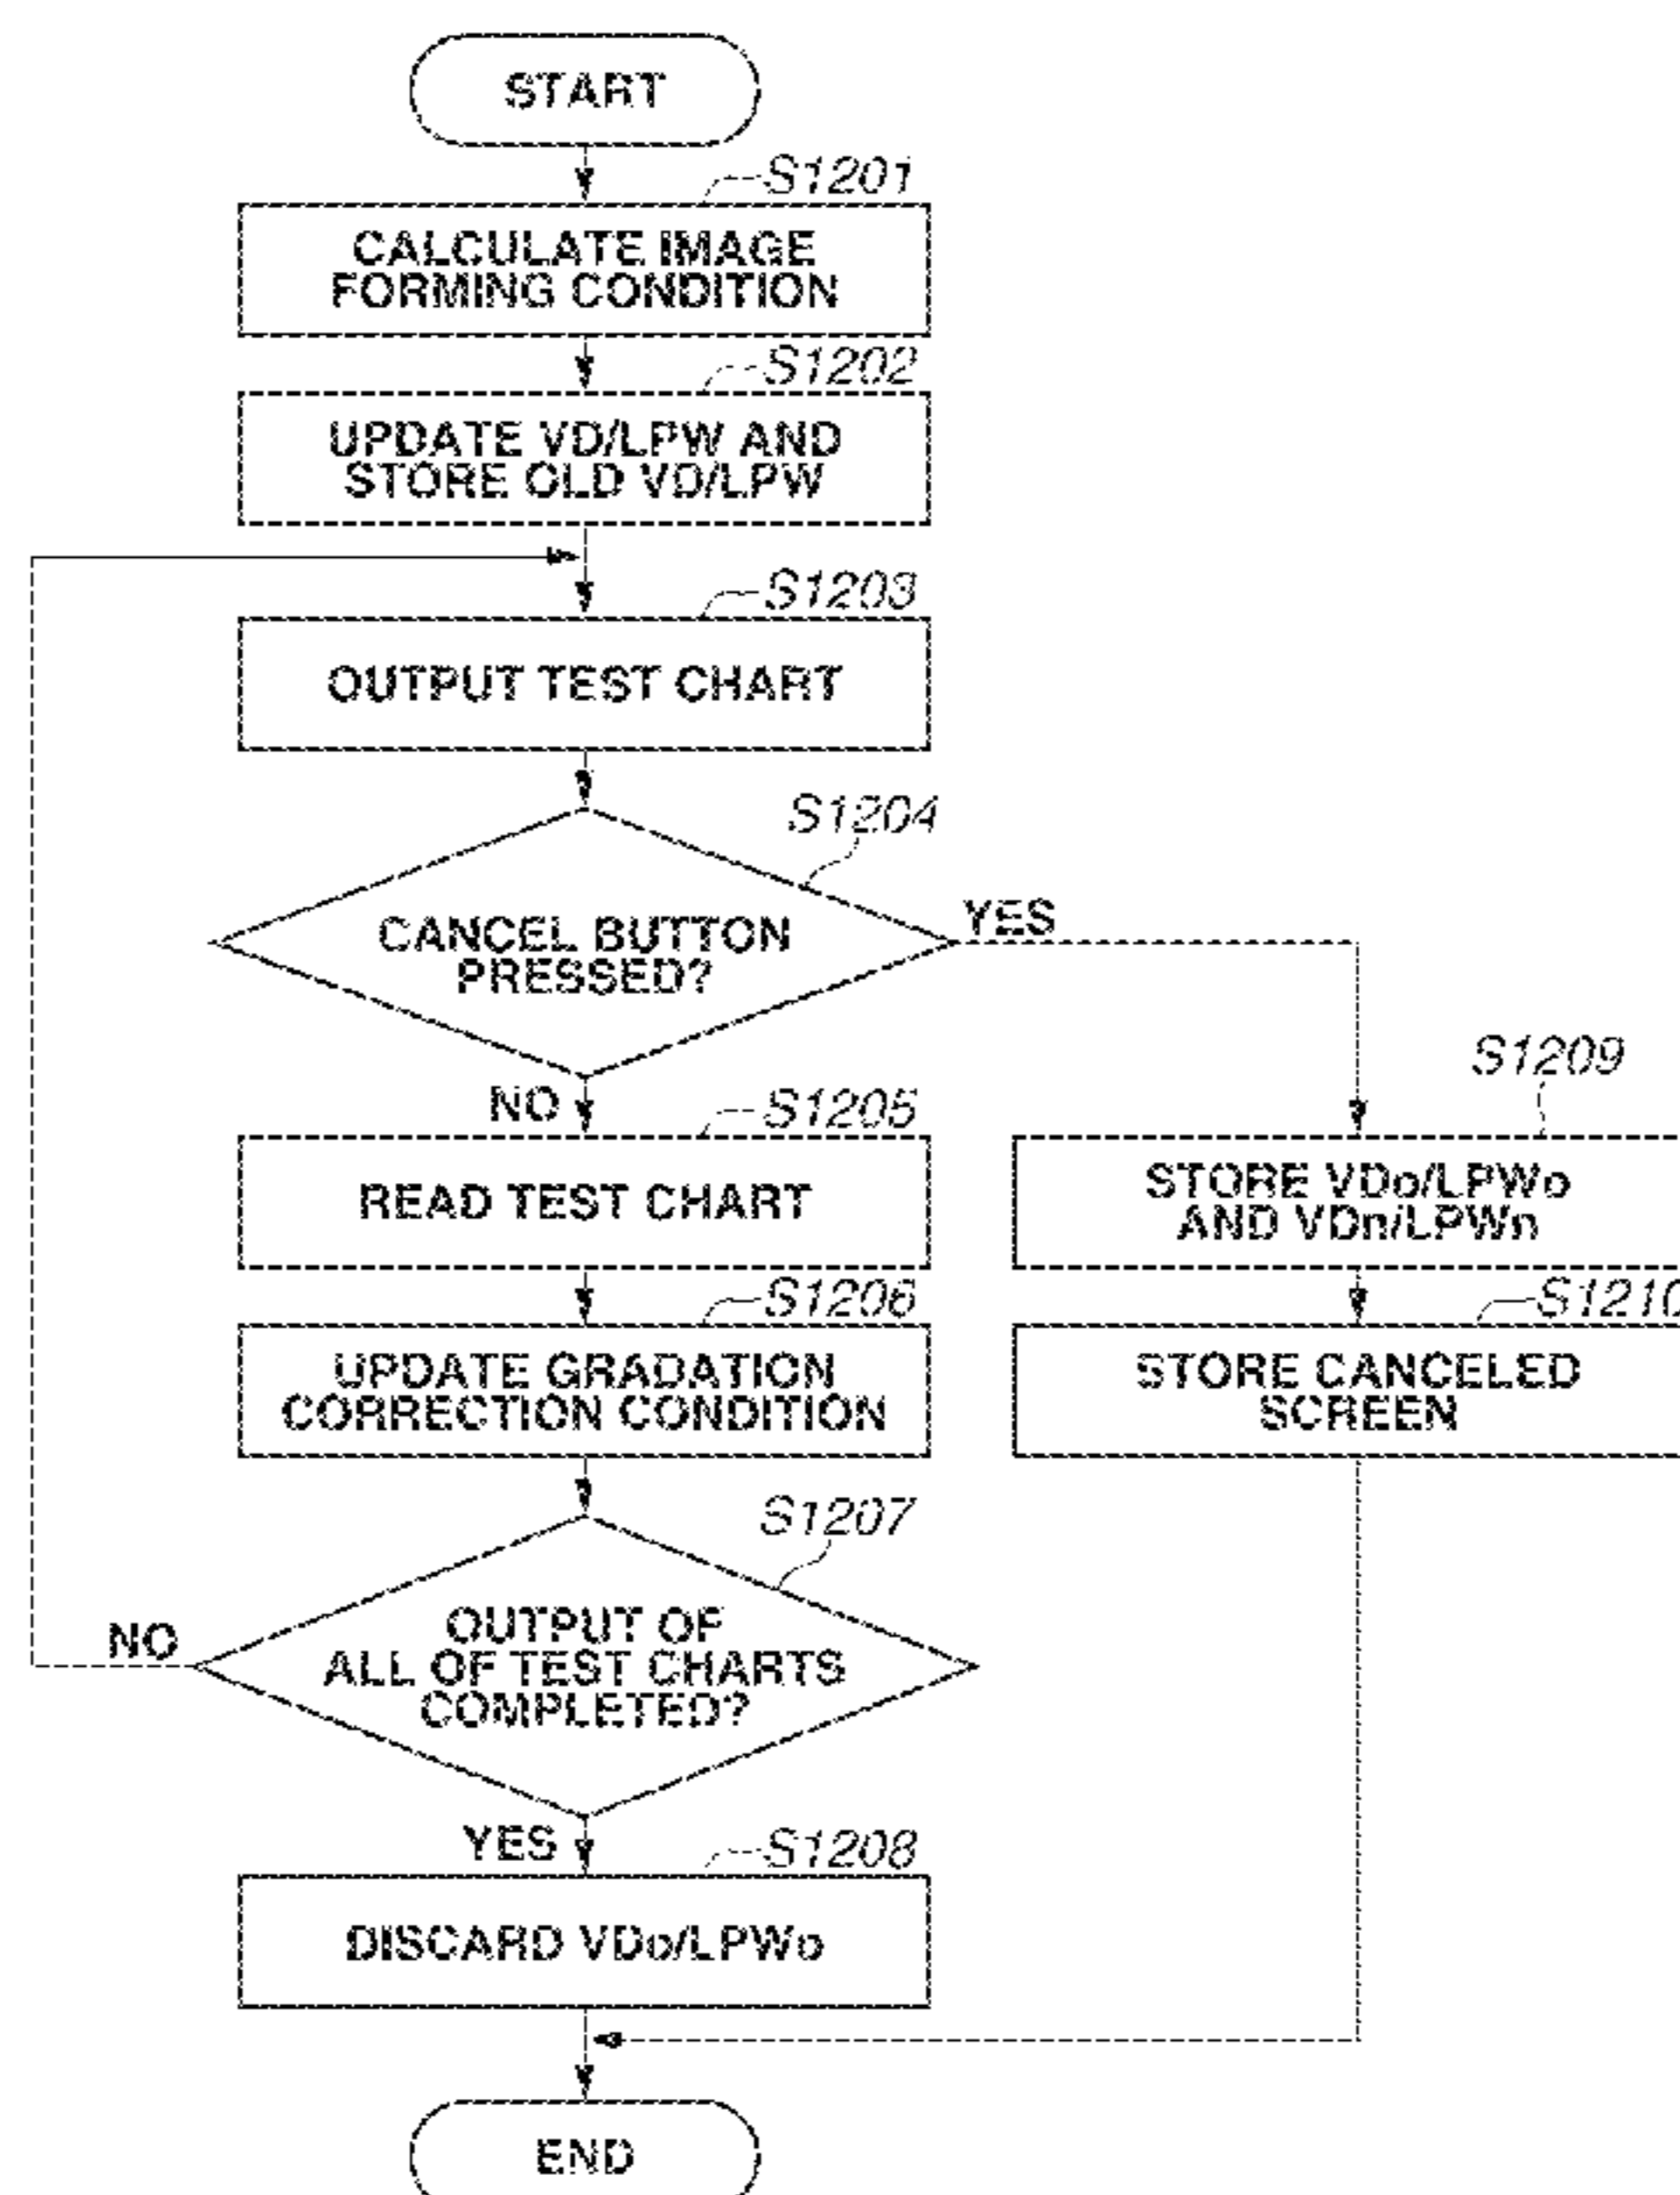 START
S1201
CALCULATE IMAGE
FORMING CONDITION
S1202
UPDATE VD/LPW AND
STORE OLD VD/LPW
S1203
OUTPUT TEST CHART
S1204
CANCEL BUTTON
PRESSED?
YES
NO
S1205
READ TEST CHART
S1209
STORE VDo/LPWo
AND VDn/LPWn
S1206
UPDATE GRADATION
CORRECTION CONDITION
S1210
STORE CANCELED
SCREEN
S1207
OUTPUT OF
ALL OF TEST CHARTS
COMPLETED?
NO
YES
S1208
DISCARD VDo/LPWo
END